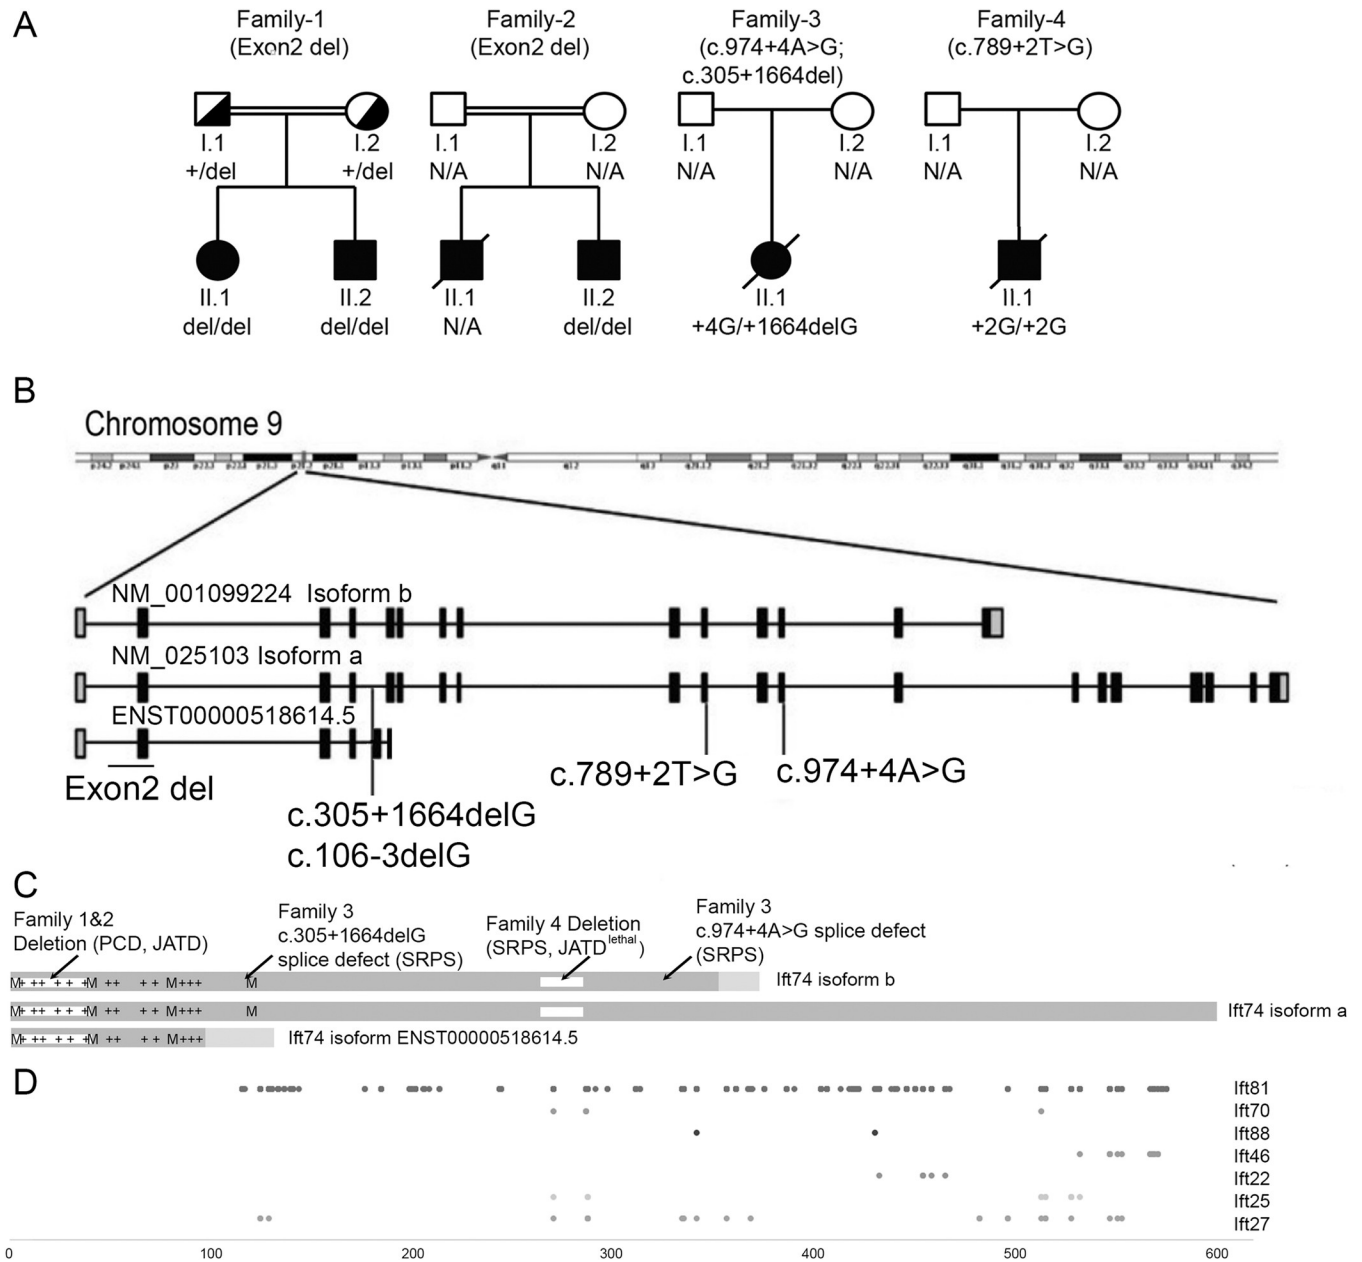 A
Family-1
(Exon2 del)
Family-2
(Exon2 del)
Family-3
(c.974+4A>G;
c.305+1664del)
Family-4
(c.789+2T>G)
I.1
+/del
I.2
+/del
I.1
N/A
I.2
N/A
I.1
N/A
I.2
N/A
I.1
N/A
I.2
N/A
II.1
del/del
II.2
del/del
II.1
N/A
II.2
del/del
II.1
+4G/+1664delG
II.1
+2G/+2G
B
Chromosome 9
NM_001099224 Isoform b
NM_025103 Isoform a
ENST00000518614.5
Exon2 del
c.305+1664delG
c.106-3delG
c.789+2T>G
c.974+4A>G
C
Family 1&2
Deletion (PCD, JATD)
Family 3
c.305+1664delG
splice defect (SRPS)
Family 4 Deletion
(SRPS, JATD lethal)
Family 3
c.974+4A>G splice defect
(SRPS)
M+ ++ + + +M ++ + + M+++ M
Ift74 isoform b
M+ ++ + + +M ++ + + M+++ M
Ift74 isoform a
M+ ++ + + +M ++ + + M+++
Ift74 isoform ENST00000518614.5
D
Ift81
Ift70
Ift88
Ift46
Ift22
Ift25
Ift27
0 100 200 300 400 500 600